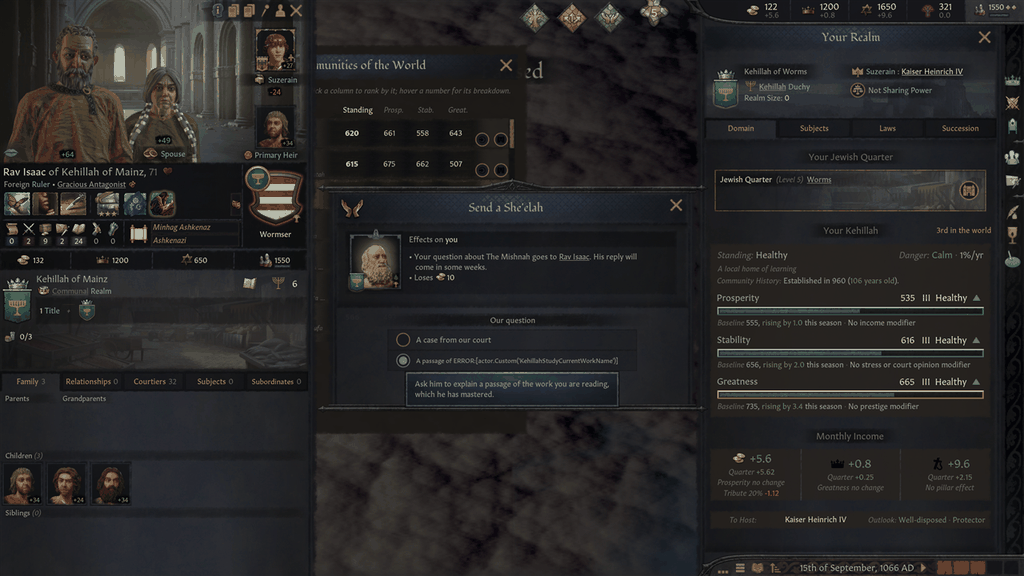 122
+5.6
1200
+0.8
1650
+9.6
321
0.0
1550
5
+27
Suzerain
-24
+34
Primary Heir
+64
+49
Spouse
Rav Isaac of Kehillah of Mainz, 71
Foreign Ruler • Gracious Antagonist
0 2 9 2 24 0 0
Minhag Ashkenaz
Ashkenazi
Wormser
132 1200 650 1550
Kehillah of Mainz
Communal Realm
6
1 Title
0/3
Family 3 Relationships 0 Courtiers 32 Subjects 0 Subordinates 0
Parents Grandparents
Children (3)
+34 +24 +34
Siblings (0)
munities of the World
ed
ck a column to rank by it; hover a number for its breakdown.
Standing Prosp. Stab. Great.
620 661 558 643
615 675 662 507
Send a She'elah
Effects on you
• Your question about The Mishnah goes to Rav Isaac. His reply will
come in some weeks.
• Loses 10
Our question
A case from our court
A passage of ERROR:[actor.Custom('KehillahStudyCurrentWorkName')]
Ask him to explain a passage of the work you are reading,
which he has mastered.
Your Realm
Kehillah of Worms
Kehillah Duchy
Realm Size: 0
Suzerain : Kaiser Heinrich IV
Not Sharing Power
Domain Subjects Laws Succession
Your Jewish Quarter
Jewish Quarter (Level 5) Worms
Your Kehillah
3rd in the world
Standing: Healthy Danger: Calm · 1%/yr
A local home of learning
Community History: Established in 960 (106 years old).
Prosperity 535 III Healthy
Baseline 555, rising by 1.0 this season · No income modifier
Stability 616 III Healthy
Baseline 656, rising by 2.0 this season · No stress or court opinion modifier
Greatness 665 III Healthy
Baseline 735, rising by 3.4 this season · No prestige modifier
Monthly Income
+5.6
Quarter +5.62
Prosperity no change
Tribute 20% -1.12
+0.8
Quarter +0.25
Greatness no change
+9.6
Quarter +2.15
No pillar effect
To Host: Kaiser Heinrich IV Outlook: Well-disposed · Protector
15th of September, 1066 AD